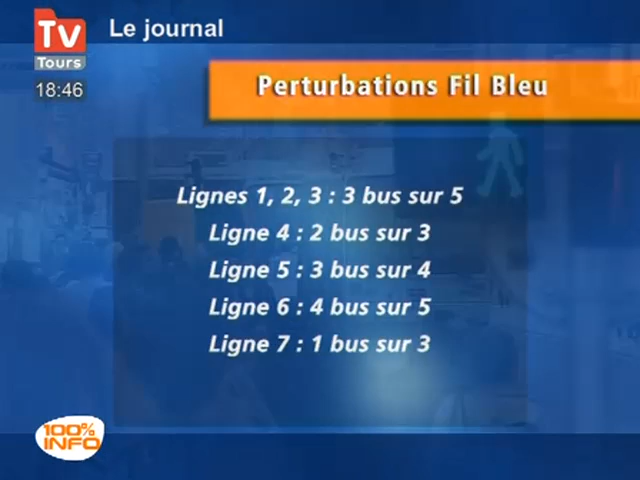 Tv
Tours
Le journal
18:46
Perturbations Fil Bleu
Lignes 1, 2, 3 : 3 bus sur 5
Ligne 4 : 2 bus sur 3
Ligne 5 : 3 bus sur 4
Ligne 6 : 4 bus sur 5
Ligne 7 : 1 bus sur 3
100%
INFO